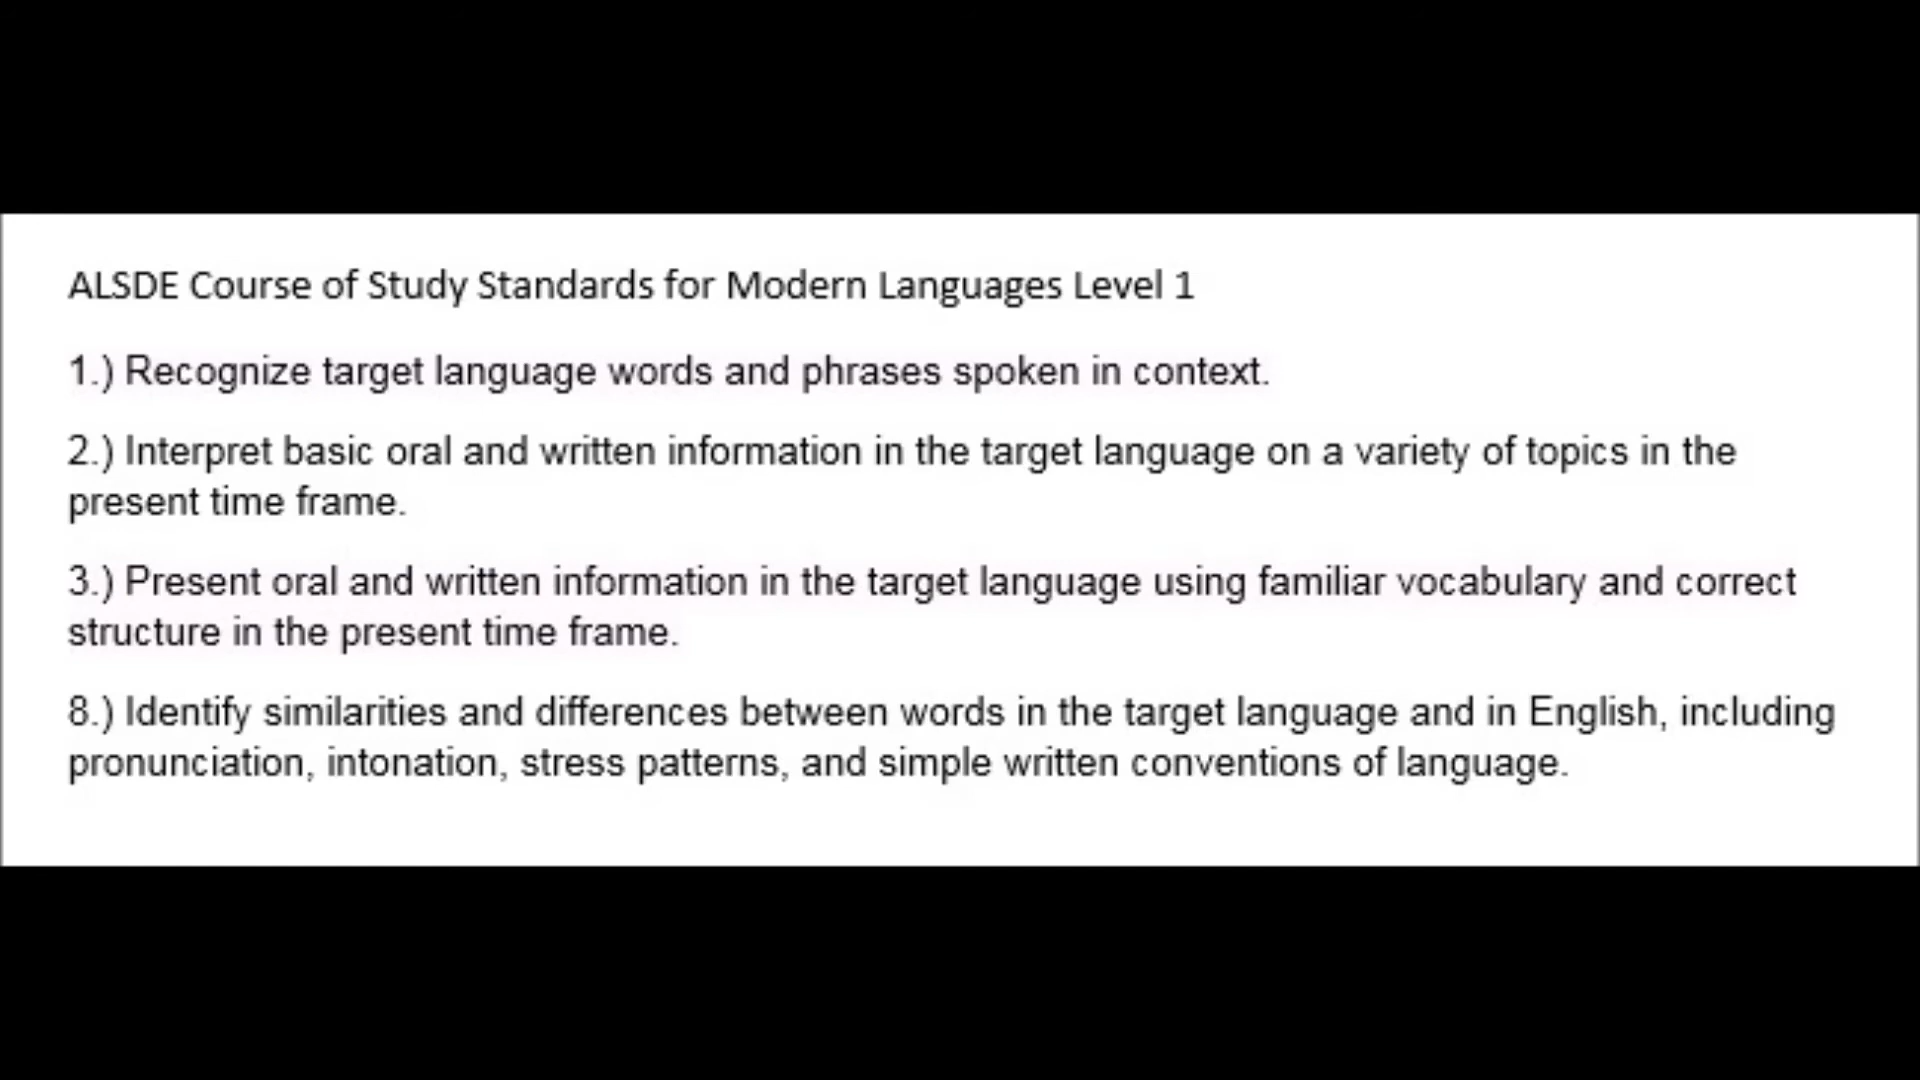 ALSDE Course of Study Standards for Modern Languages Level 1
1.) Recognize target language words and phrases spoken in context.
2.) Interpret basic oral and written information in the target language on a variety of topics in the
present time frame.
3.) Present oral and written information in the target language using familiar vocabulary and correct
structure in the present time frame.
8.) Identify similarities and differences between words in the target language and in English, including
pronunciation, intonation, stress patterns, and simple written conventions of language.